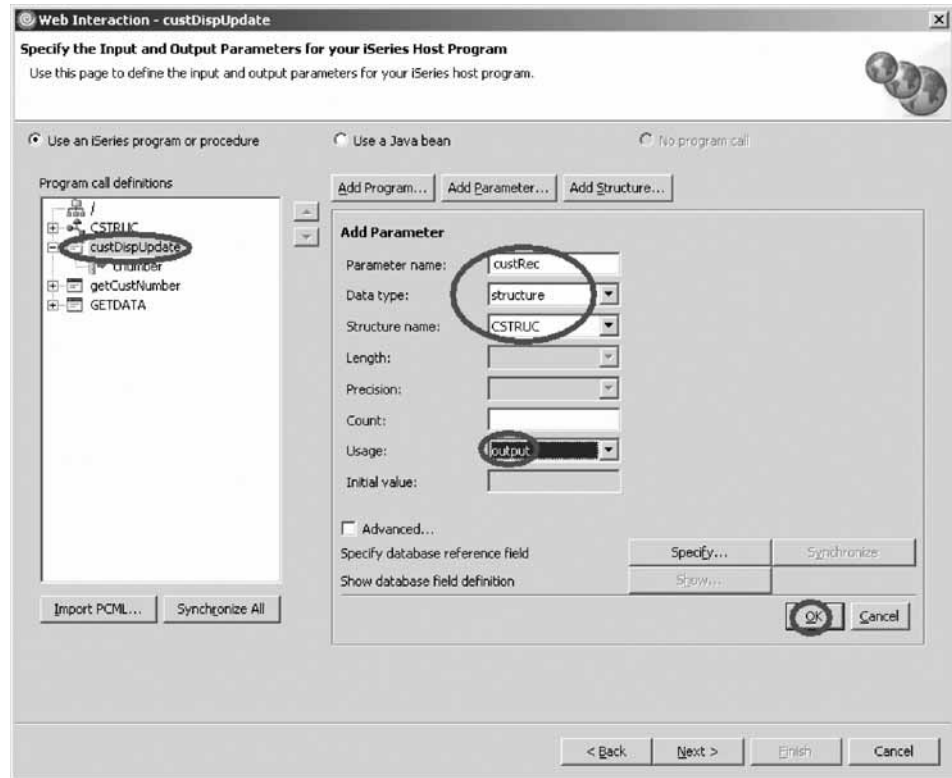 Web Interaction - custDispUpdate
Specify the Input and Output Parameters for your iSeries Host Program
Use this page to define the input and output parameters for your iSeries host program.
Use an iSeries program or procedure
Use a Java bean
No program call
Program call definitions
/
CSTRUC
custDispUpdate
cnumber
getCustNumber
GETDATA
Import PCML...
Synchronize All
Add Program...
Add Parameter...
Add Structure...
Add Parameter
Parameter name: custRec
Data type: structure
Structure name: CSTRUC
Length:
Precision:
Count:
Usage: output
Initial value:
Advanced...
Specify database reference field Specify... Synchronize
Show database field definition Show...
OK Cancel
< Back Next > Finish Cancel